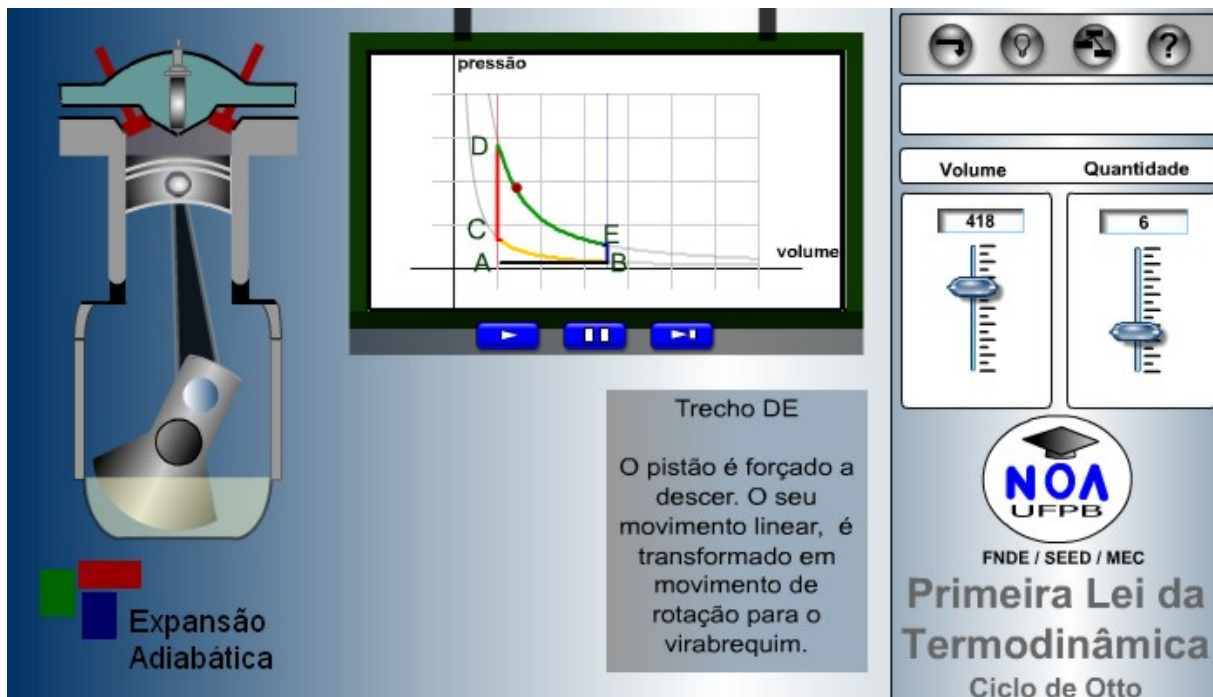 pressão
D
C
A
E
B
volume
Trecho DE
O pistão é forçado a
descer. O seu
movimento linear, é
transformado em
movimento de
rotação para o
virabrequim.
Expansão
Adiabática
?
Volume
Quantidade
418
6
NOA
UFPB
FNDE / SEED / MEC
Primeira Lei da
Termodinâmica
Ciclo de Otto